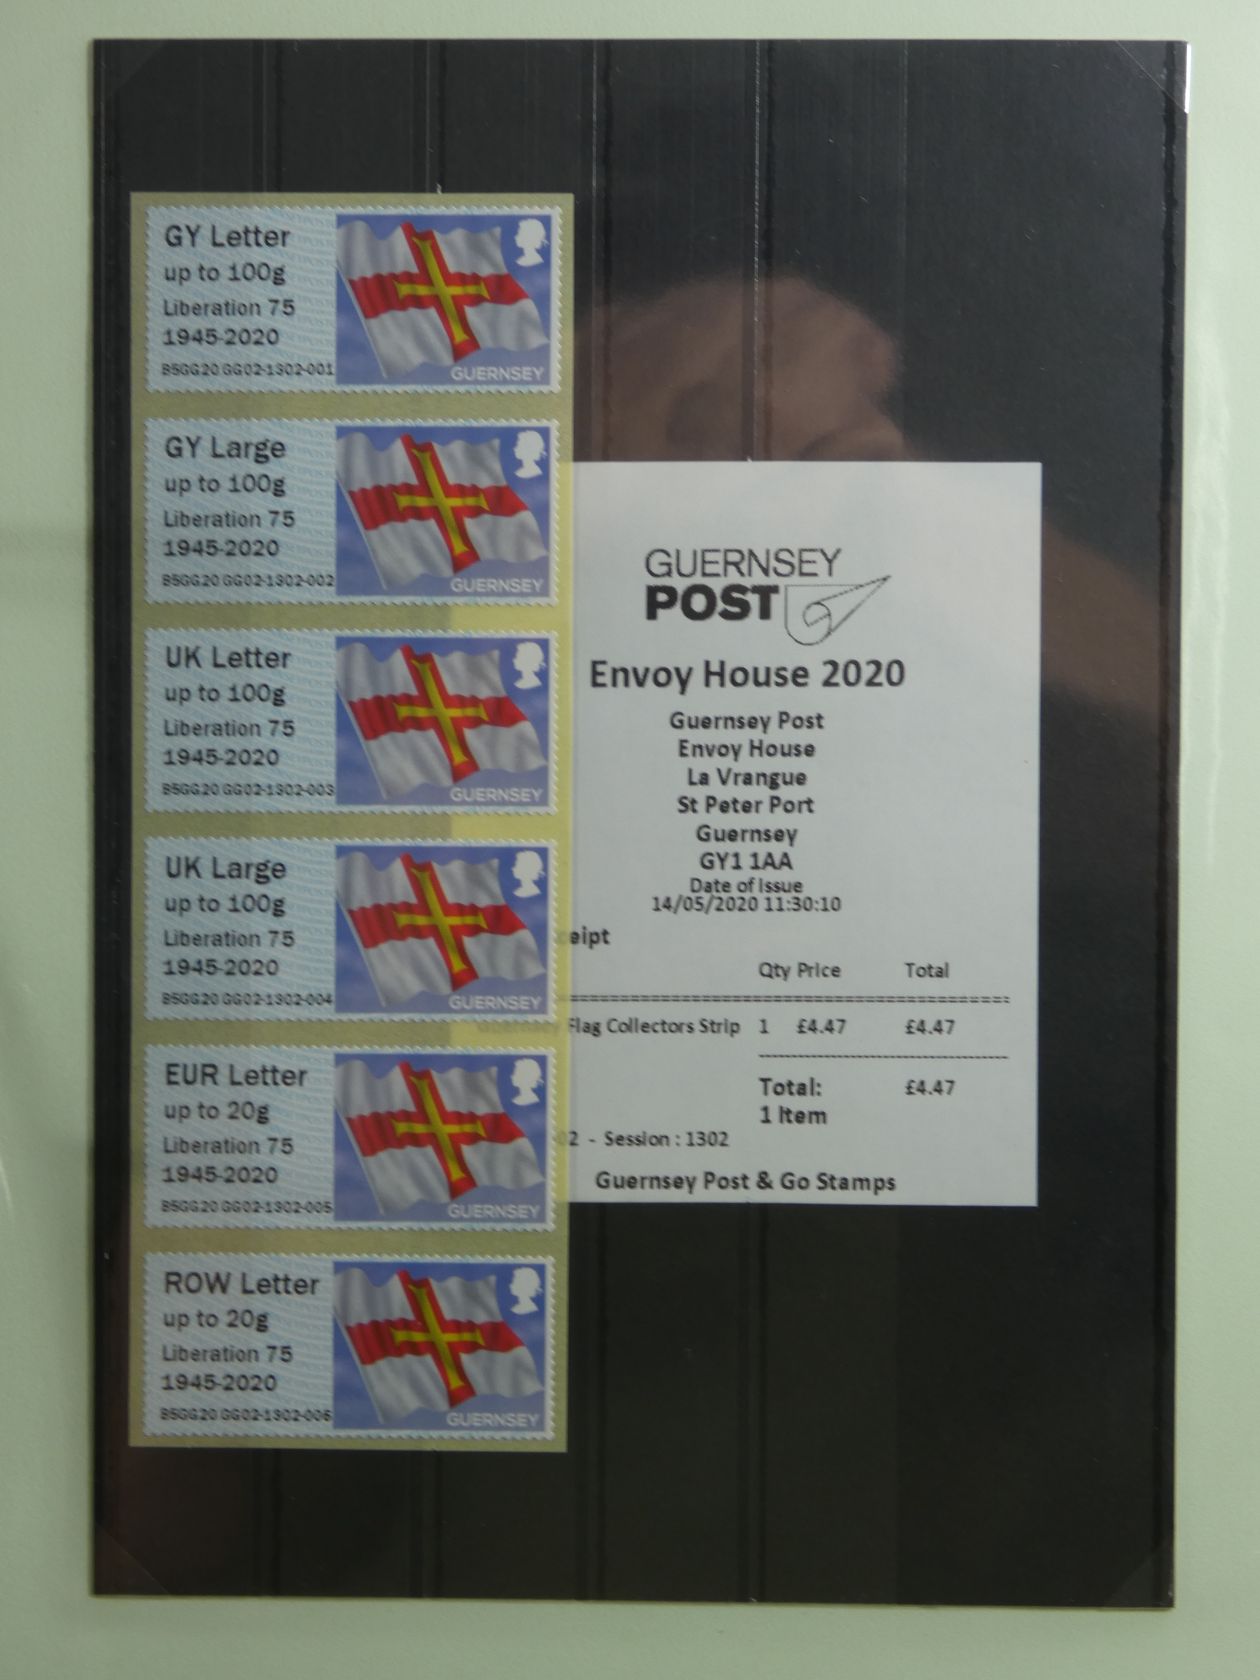 GY Letter
up to 100g
Liberation 75
1945-2020
B5GG20 GG02-1302-001
GUERNSEY
GY Large
up to 100g
Liberation 75
1945-2020
B5GG20 GG02-1302-002
GUERNSEY
UK Letter
up to 100g
Liberation 75
1945-2020
B5GG20 GG02-1302-003
GUERNSEY
UK Large
up to 100g
Liberation 75
1945-2020
B5GG20 GG02-1302-004
GUERNSEY
EUR Letter
up to 20g
Liberation 75
1945-2020
B5GG20 GG02-1302-005
GUERNSEY
ROW Letter
up to 20g
Liberation 75
1945-2020
B5GG20 GG02-1302-006
GUERNSEY
GUERNSEY
POST
Envoy House 2020
Guernsey Post
Envoy House
La Vrangue
St Peter Port
Guernsey
GY1 1AA
Date of Issue
14/05/2020 11:30:10
eipt
Qty Price Total
Flag Collectors Strip 1 £4.47 £4.47
Total: £4.47
1 Item
02 - Session : 1302
Guernsey Post & Go Stamps